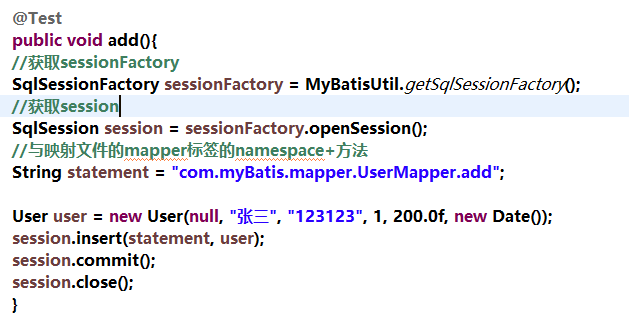 @Test
public void add(){
//获取sessionFactory
SqlSessionFactory sessionFactory = MyBatisUtil.getSqlSessionFactory();
//获取session
SqlSession session = sessionFactory.openSession();
//与映射文件的mapper标签的namespace+方法
String statement = "com.myBatis.mapper.UserMapper.add";
User user = new User(null, "张三", "123123", 1, 200.0f, new Date());
session.insert(statement, user);
session.commit();
session.close();
}